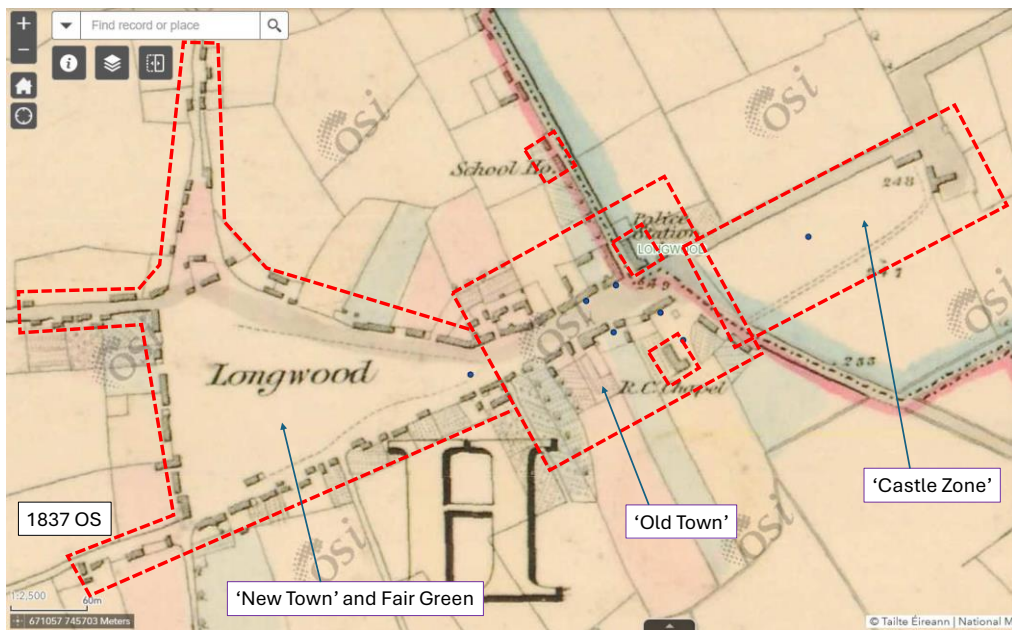 Find record or place
osi
osi
School Ho.
248
Police
Station
LONGWOOD
249
osi
osi
Longwood
R.C. Chapel
255
'Castle Zone'
1837 OS
'Old Town'
osi
osi
'New Town' and Fair Green
1:2,500
60m
671057 745703 Meters
© Tailte Éireann | National M